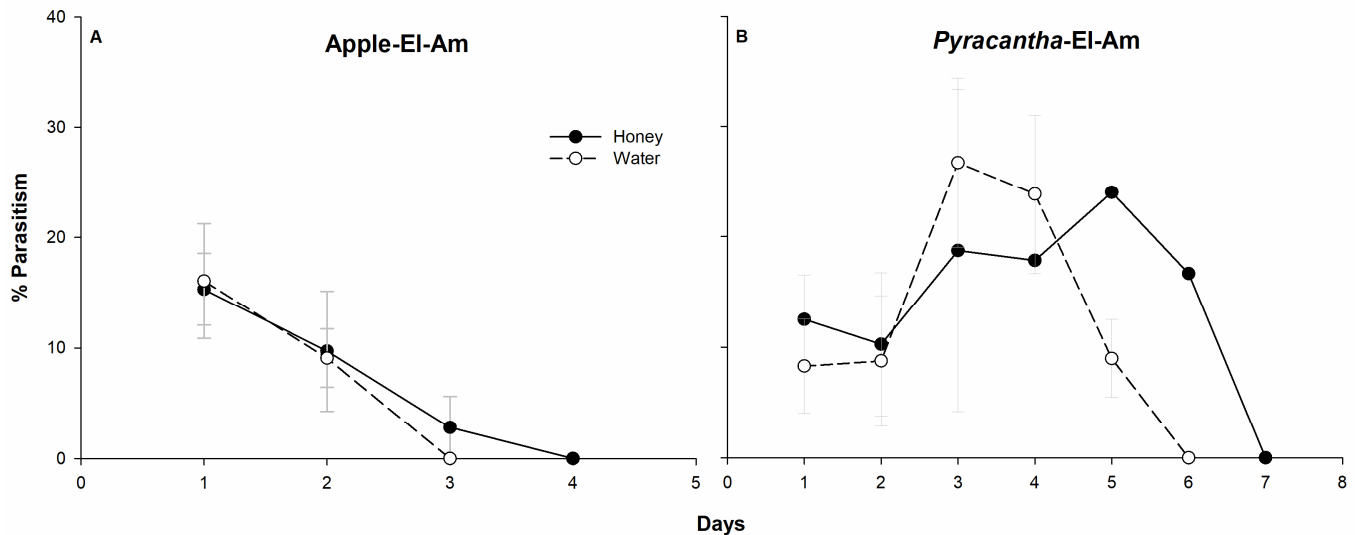 A
Apple-El-Am
B
Pyracantha-El-Am
Honey
Water
% Parasitism
40
30
20
10
0
0 1 2 3 4 5
0 1 2 3 4 5 6 7 8
Days